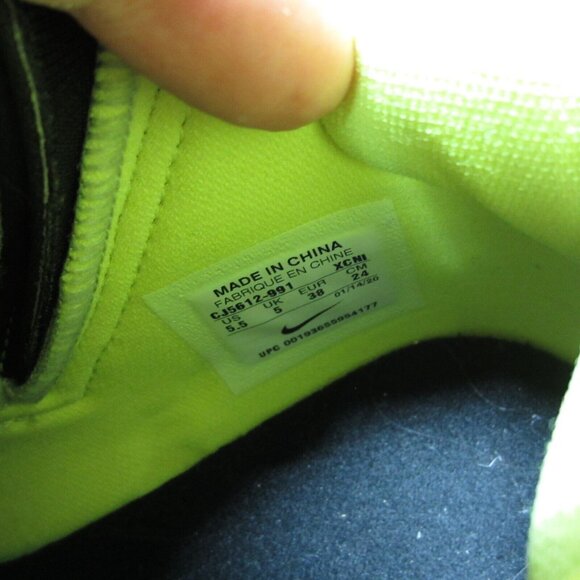 MADE IN CHINA
FABRIQUE EN CHINE
CJ5612-991 XCNI
US UK EUR CM
5.5 5 38 24
01/14/20
UPC 00193655954177